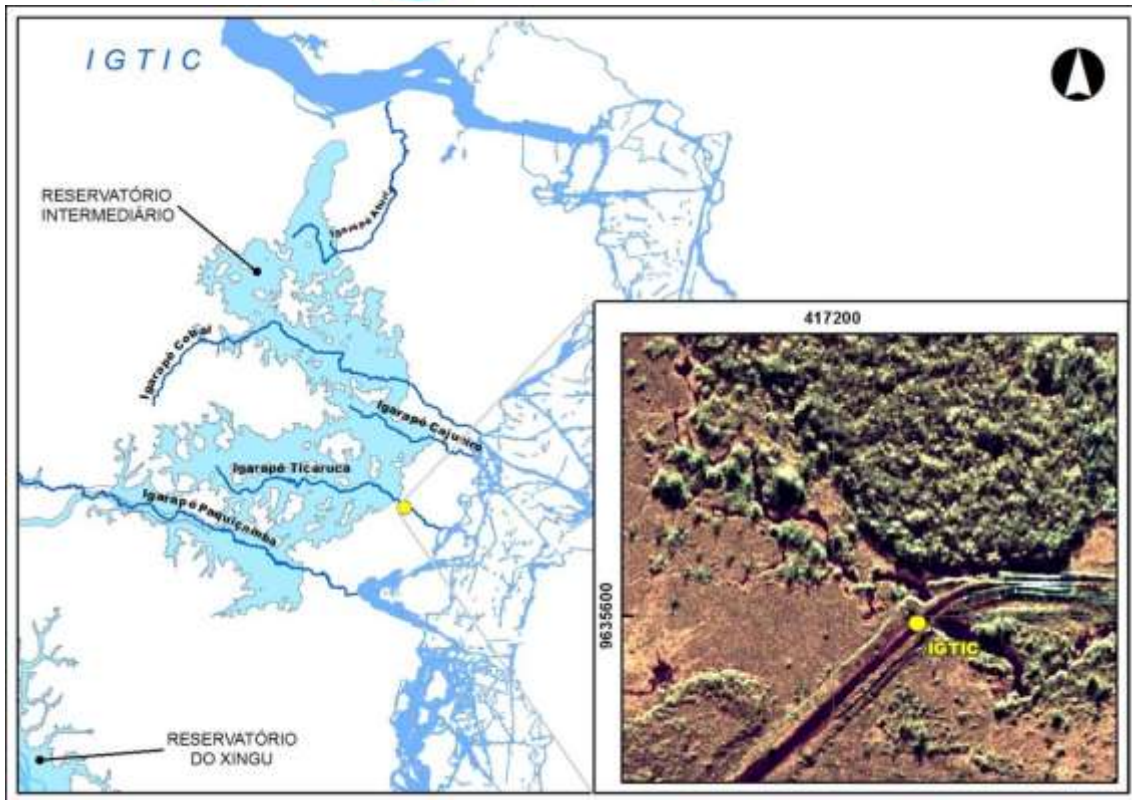 IGTIC
RESERVATÓRIO
INTERMEDIÁRIO
Igarapé Cobal
Igarapé Cajueiro
Igarapé Ticaruca
Igarapé Paquiçamba
RESERVATÓRIO
DO XINGU
417200
9635600
IGTIC